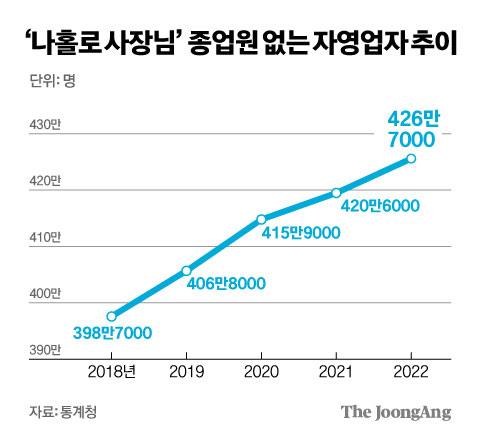 ‘나홀로 사장님’ 종업원 없는 자영업자 추이
단위: 명
430만
426만
7000
420만
420만6000
415만9000
410만
406만8000
400만
398만7000
390만
2018년 2019 2020 2021 2022
자료: 통계청 The JoongAng